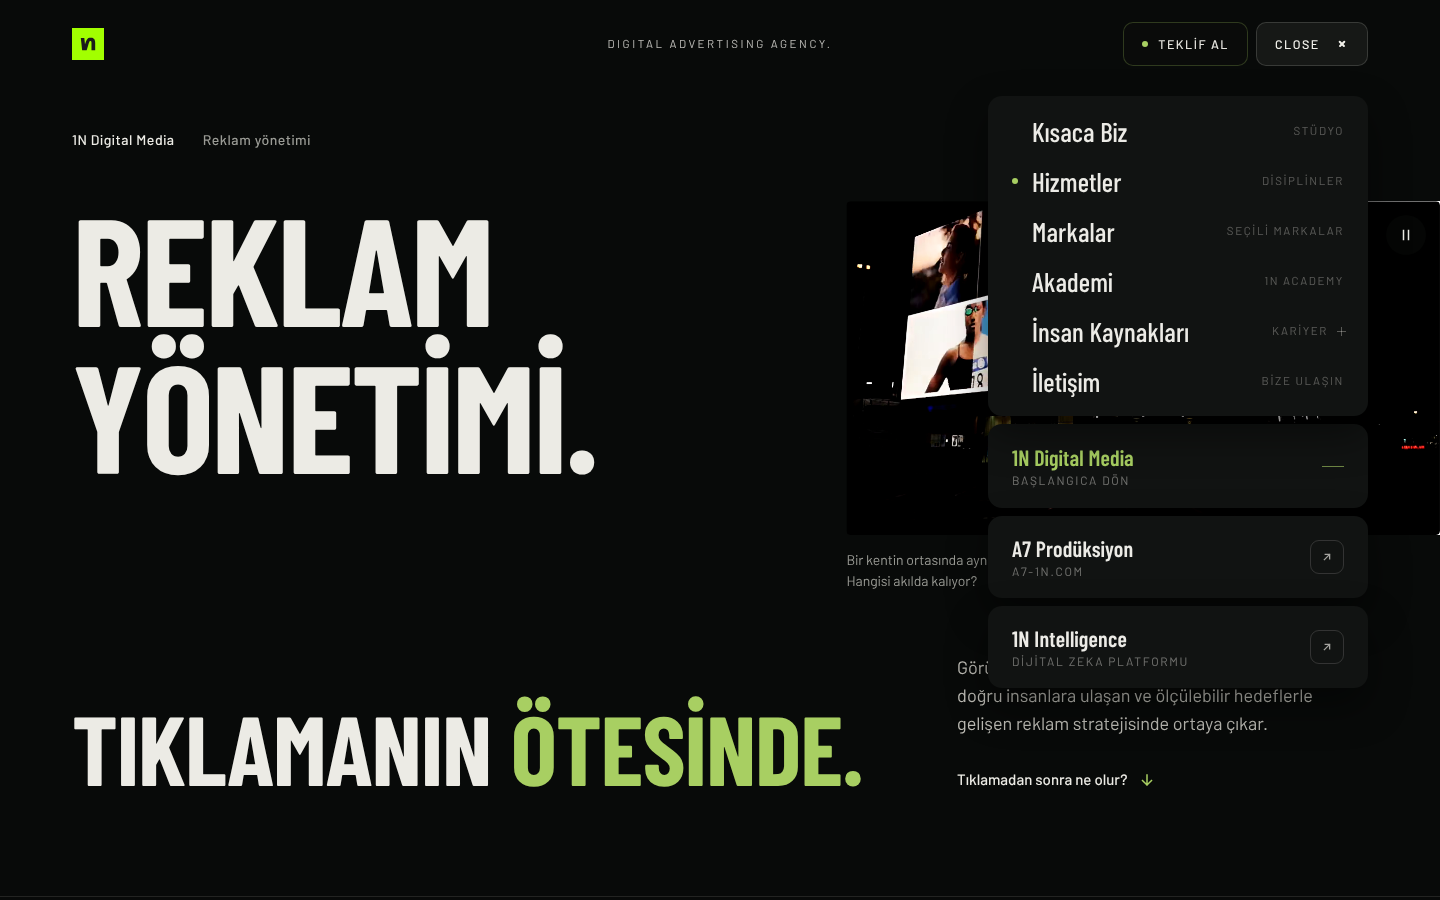 n
DIGITAL ADVERTISING AGENCY.
TEKLİF AL
CLOSE
1N Digital Media
Reklam yönetimi
REKLAM
YÖNETİMİ.
Kısaca Biz
STÜDYO
Hizmetler
DİSİPLİNLER
Markalar
SEÇİLİ MARKALAR
Akademi
1N ACADEMY
İnsan Kaynakları
KARİYER
İletişim
BİZE ULAŞIN
1N Digital Media
BAŞLANGICA DÖN
A7 Prodüksiyon
A7-1N.COM
1N Intelligence
DİJİTAL ZEKA PLATFORMU
Bir kentin ortasında
Hangisi akılda kalıyor?
TIKLAMANIN ÖTESİNDE.
doğru insanlara ulaşan ve ölçülebilir hedeflerle
gelişen reklam stratejisinde ortaya çıkar.
Tıklamadan sonra ne olur?